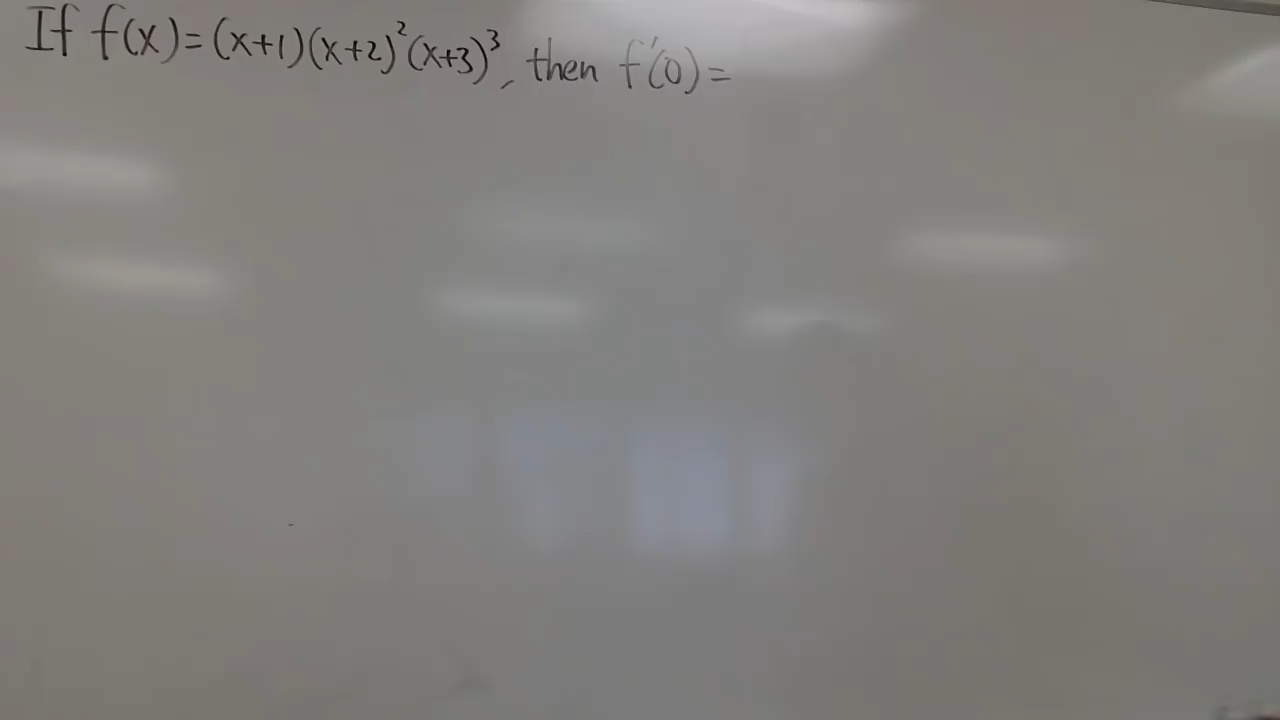 If f(x)=(x+1)(x+2)²(x+3)³, then f'(0)=